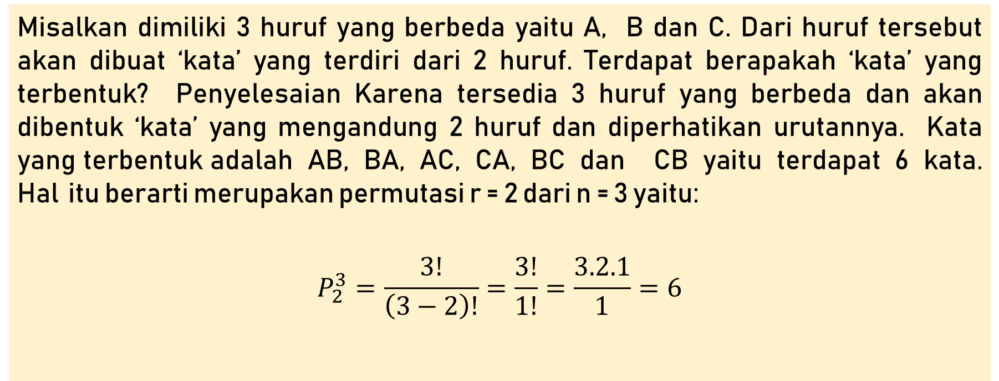 Misalkan dimiliki 3 huruf yang berbeda yaitu A, B dan C. Dari huruf tersebut
akan dibuat ‘kata’ yang terdiri dari 2 huruf. Terdapat berapakah ‘kata’ yang
terbentuk? Penyelesaian Karena tersedia 3 huruf yang berbeda dan akan
dibentuk ‘kata’ yang mengandung 2 huruf dan diperhatikan urutannya. Kata
yang terbentuk adalah AB, BA, AC, CA, BC dan CB yaitu terdapat 6 kata.
Hal itu berarti merupakan permutasi r = 2 dari n = 3 yaitu:
$P_2^3 = \frac{3!}{(3-2)!} = \frac{3!}{1!} = \frac{3.2.1}{1} = 6$